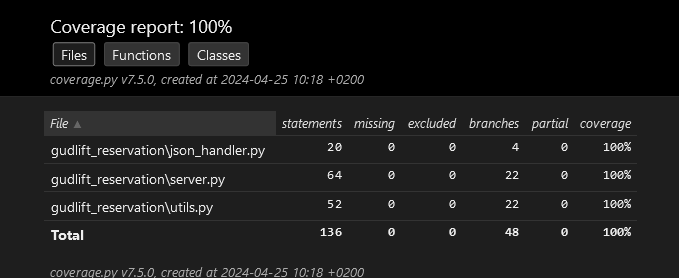 Coverage report: 100%
Files Functions Classes
coverage.py v7.5.0, created at 2024-04-25 10:18 +0200
File ▲ statements missing excluded branches partial coverage
gudlift_reservation\json_handler.py 20 0 0 4 0 100%
gudlift_reservation\server.py 64 0 0 22 0 100%
gudlift_reservation\utils.py 52 0 0 22 0 100%
Total 136 0 0 48 0 100%
coverage.py v7.5.0, created at 2024-04-25 10:18 +0200